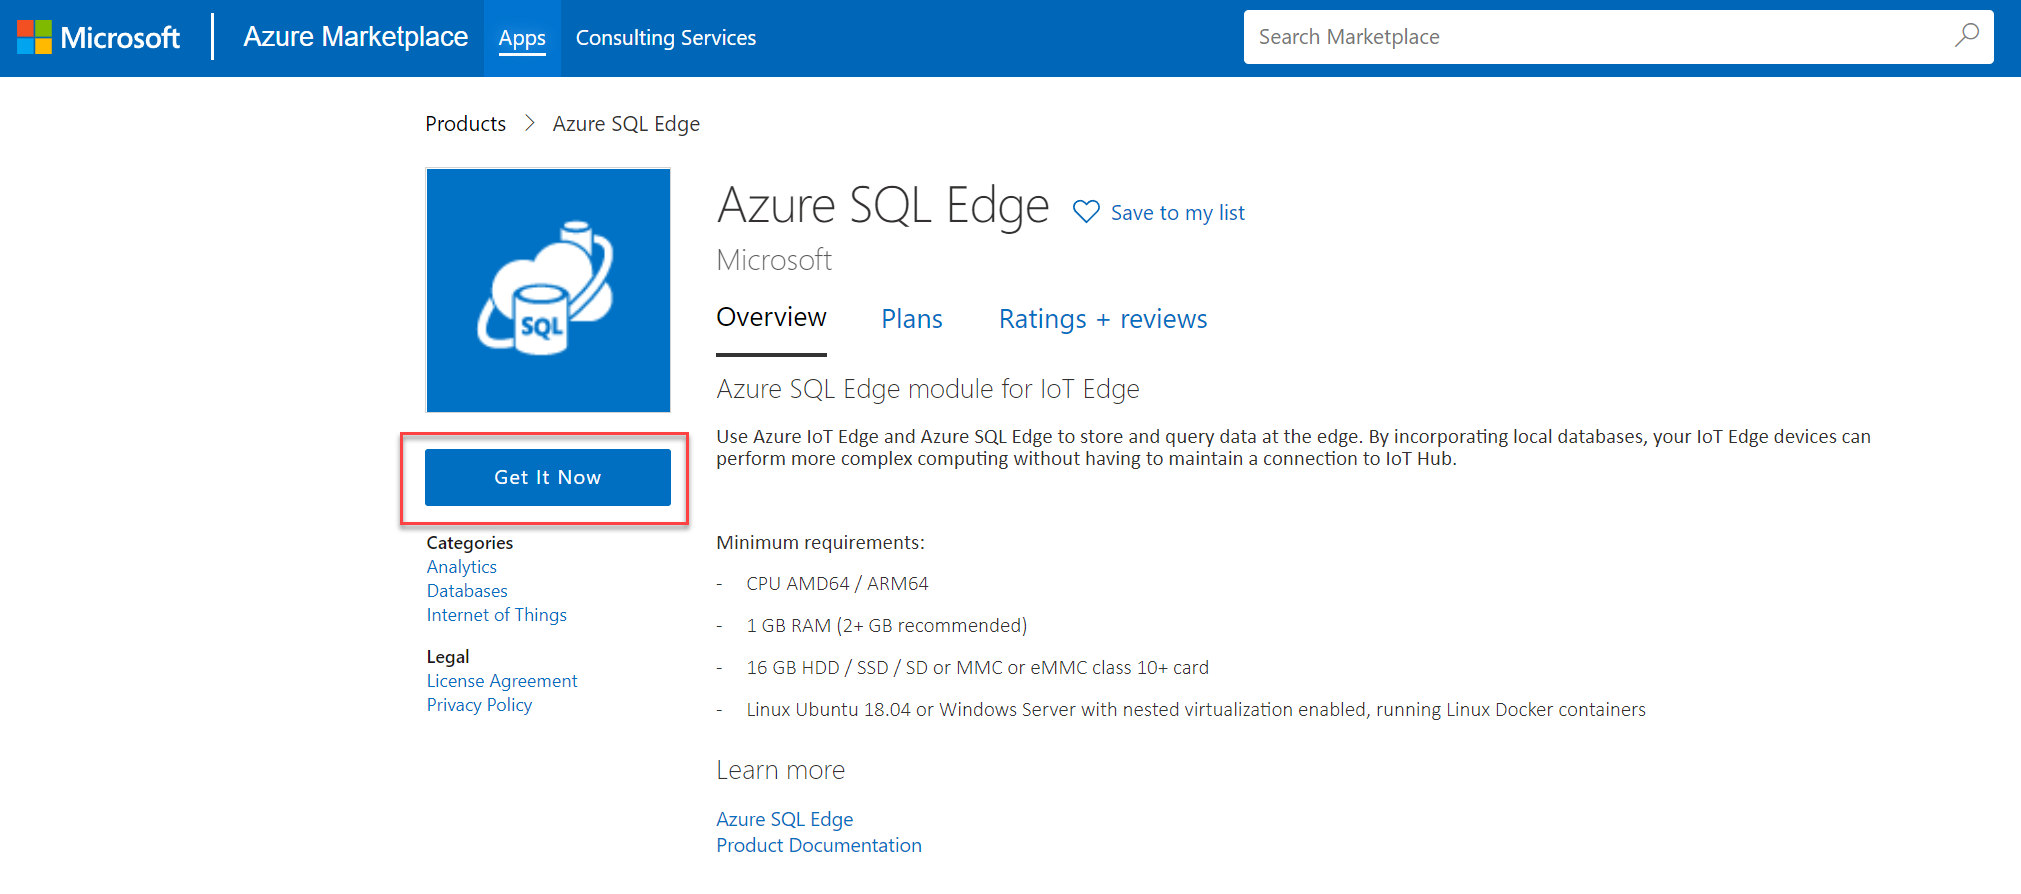 Microsoft
Azure Marketplace
Apps
Consulting Services
Search Marketplace
Products > Azure SQL Edge
SQL
Azure SQL Edge
Save to my list
Microsoft
Overview
Plans
Ratings + reviews
Azure SQL Edge module for IoT Edge
Use Azure IoT Edge and Azure SQL Edge to store and query data at the edge. By incorporating local databases, your IoT Edge devices can
perform more complex computing without having to maintain a connection to IoT Hub.
Get It Now
Categories
Analytics
Databases
Internet of Things
Legal
License Agreement
Privacy Policy
Minimum requirements:
- CPU AMD64 / ARM64
- 1 GB RAM (2+ GB recommended)
- 16 GB HDD / SSD / SD or MMC or eMMC class 10+ card
- Linux Ubuntu 18.04 or Windows Server with nested virtualization enabled, running Linux Docker containers
Learn more
Azure SQL Edge
Product Documentation